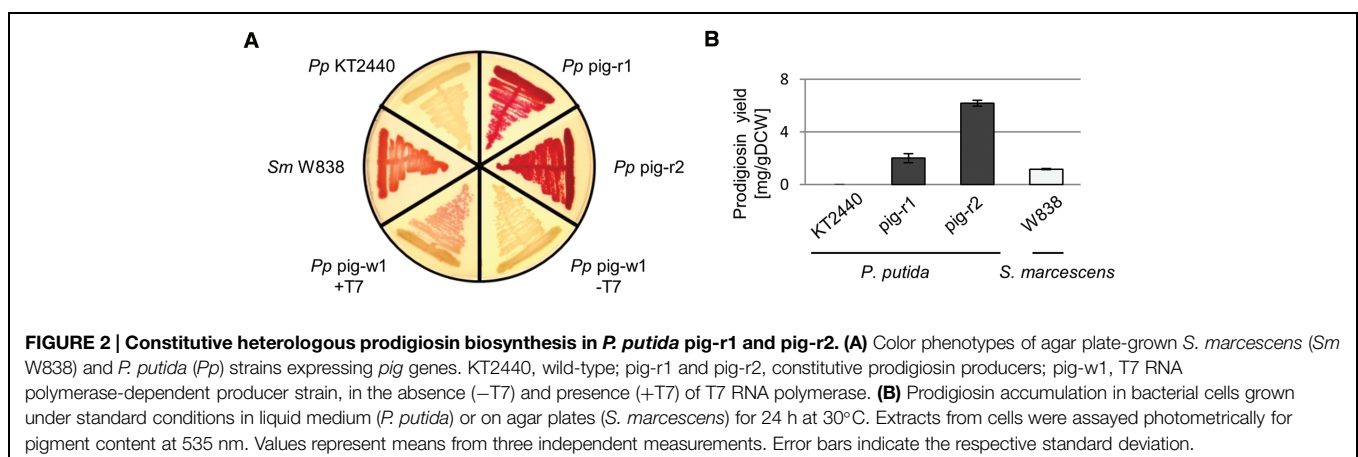 A
Pp KT2440
Pp pig-r1
Sm W838
Pp pig-r2
Pp pig-w1
+T7
Pp pig-w1
-T7
B
Prodigiosin yield
[mg/gDCW]
8
4
0
KT2440
pig-r1
pig-r2
W838
P. putida
S. marcescens
FIGURE 2 | Constitutive heterologous prodigiosin biosynthesis in P. putida pig-r1 and pig-r2. (A) Color phenotypes of agar plate-grown S. marcescens (Sm
W838) and P. putida (Pp) strains expressing pig genes. KT2440, wild-type; pig-r1 and pig-r2, constitutive prodigiosin producers; pig-w1, T7 RNA
polymerase-dependent producer strain, in the absence (−T7) and presence (+T7) of T7 RNA polymerase. (B) Prodigiosin accumulation in bacterial cells grown
under standard conditions in liquid medium (P. putida) or on agar plates (S. marcescens) for 24 h at 30°C. Extracts from cells were assayed photometrically for
pigment content at 535 nm. Values represent means from three independent measurements. Error bars indicate the respective standard deviation.